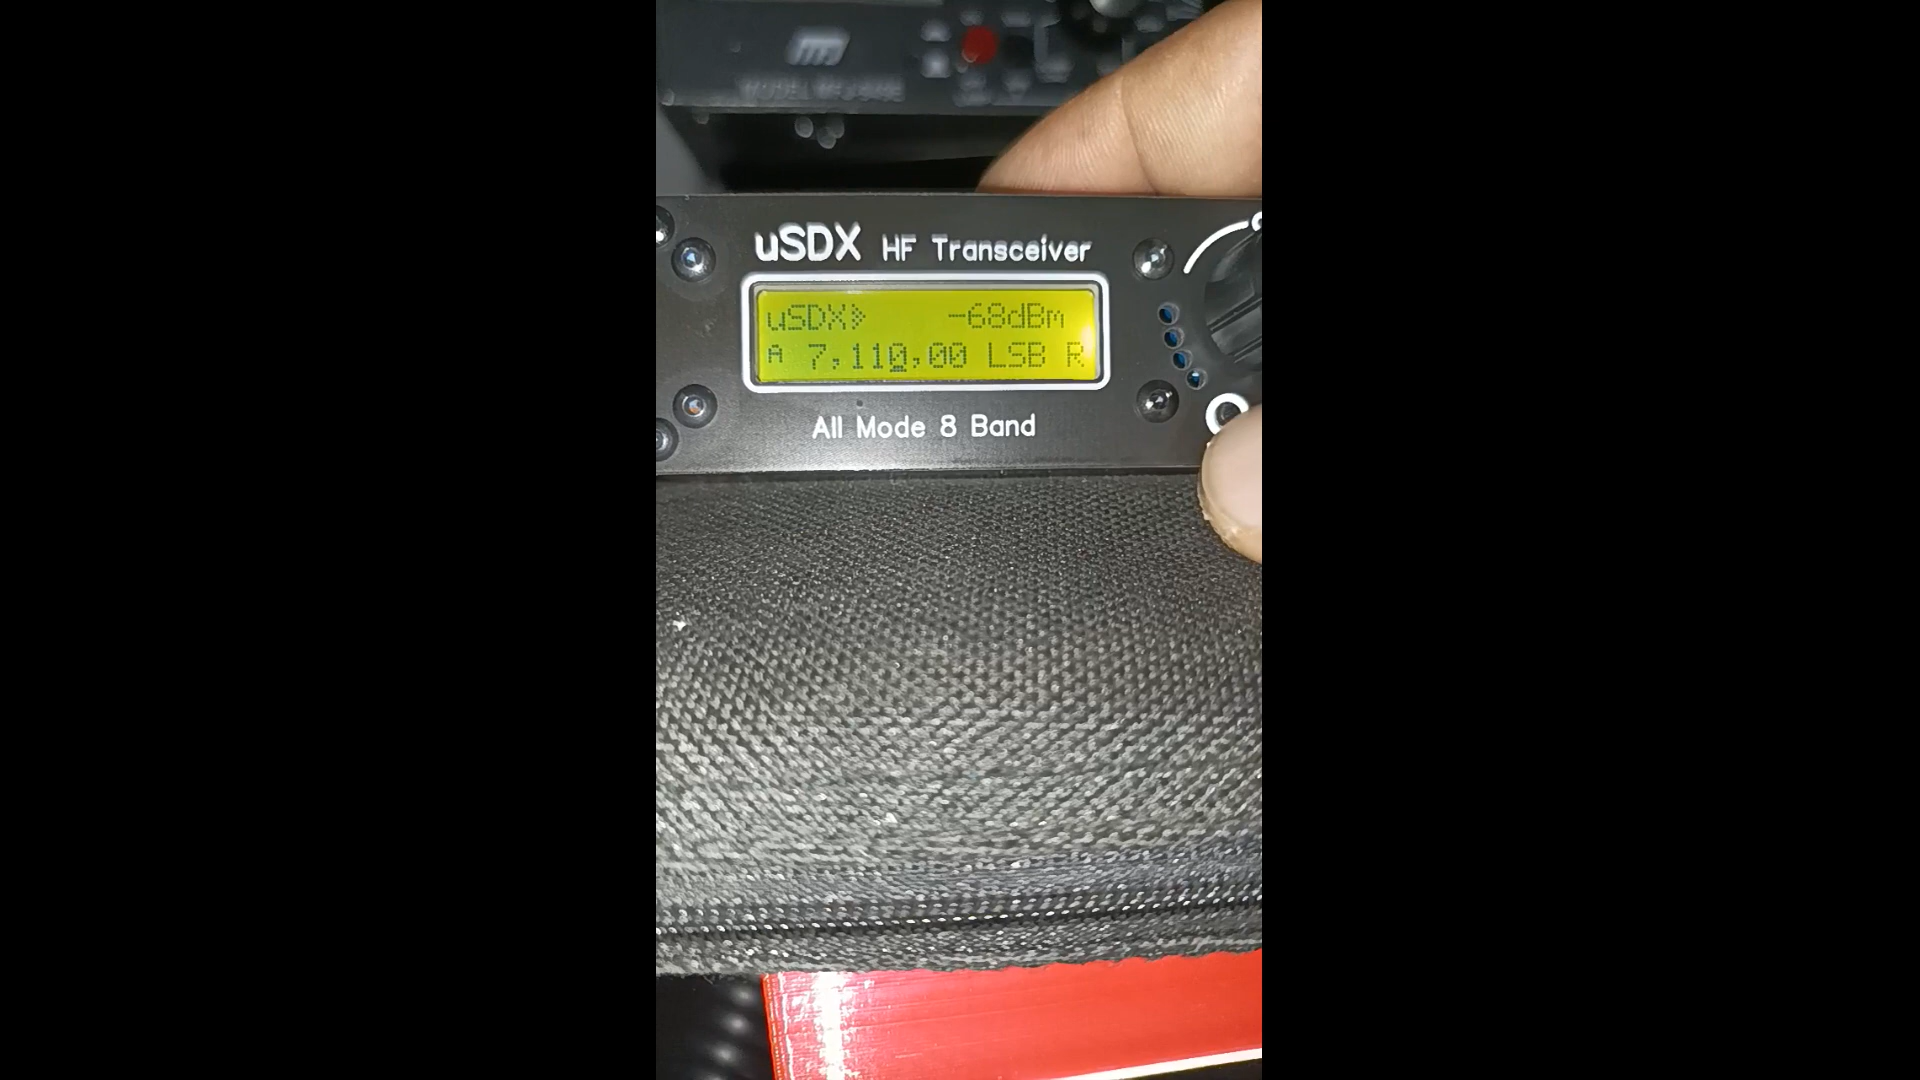 uSDX HF Transceiver
uSDX -68dBm
A 7,110,00 LSB R
All Mode 8 Band